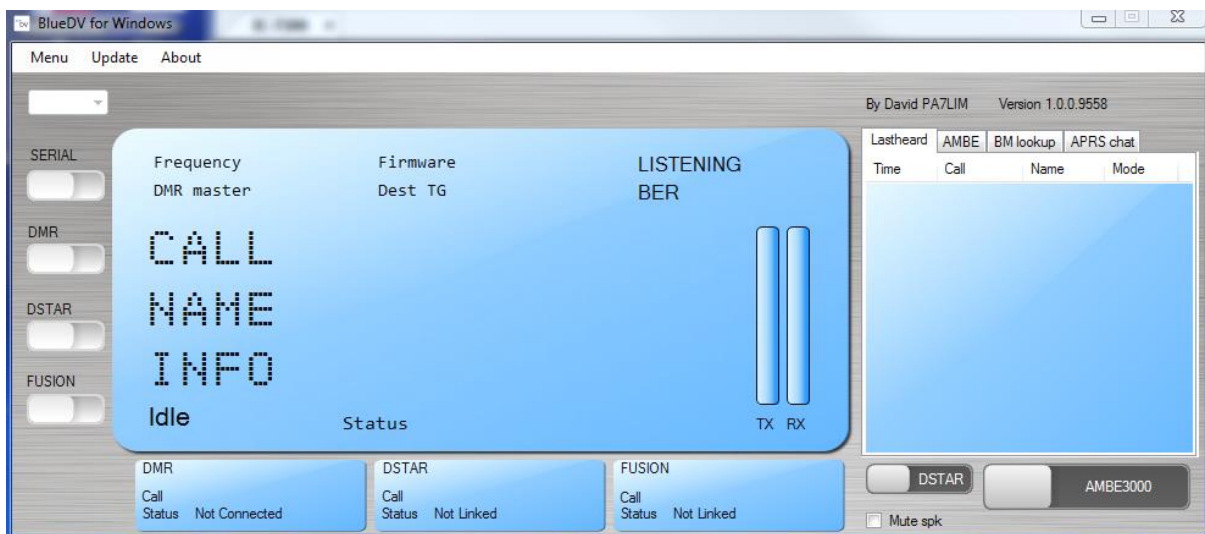 BlueDV for Windows
Menu Update About
By David PA7LIM Version 1.0.0.9558
SERIAL
DMR
DSTAR
FUSION
Frequency Firmware LISTENING
DMR master Dest TG BER
CALL
NAME
INFO
Idle Status TX RX
Lastheard AMBE BM lookup APRS chat
Time Call Name Mode
DMR
Call
Status Not Connected
DSTAR
Call
Status Not Linked
FUSION
Call
Status Not Linked
DSTAR AMBE3000
Mute spk